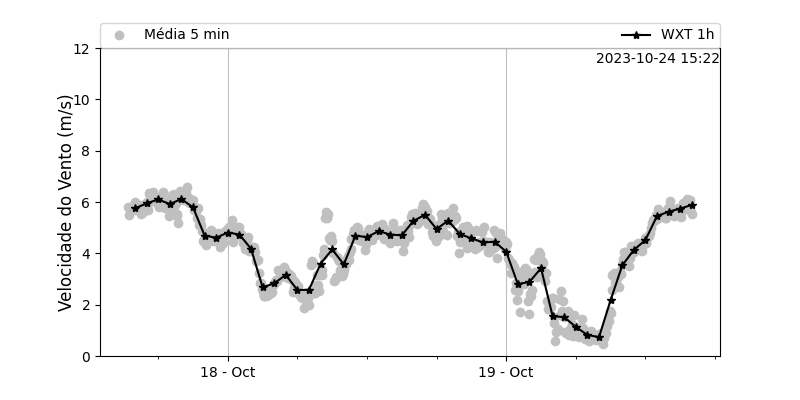 Média 5 min
WXT 1h
2023-10-24 15:22
Velocidade do Vento (m/s)
12
10
8
6
4
2
0
18 - Oct
19 - Oct